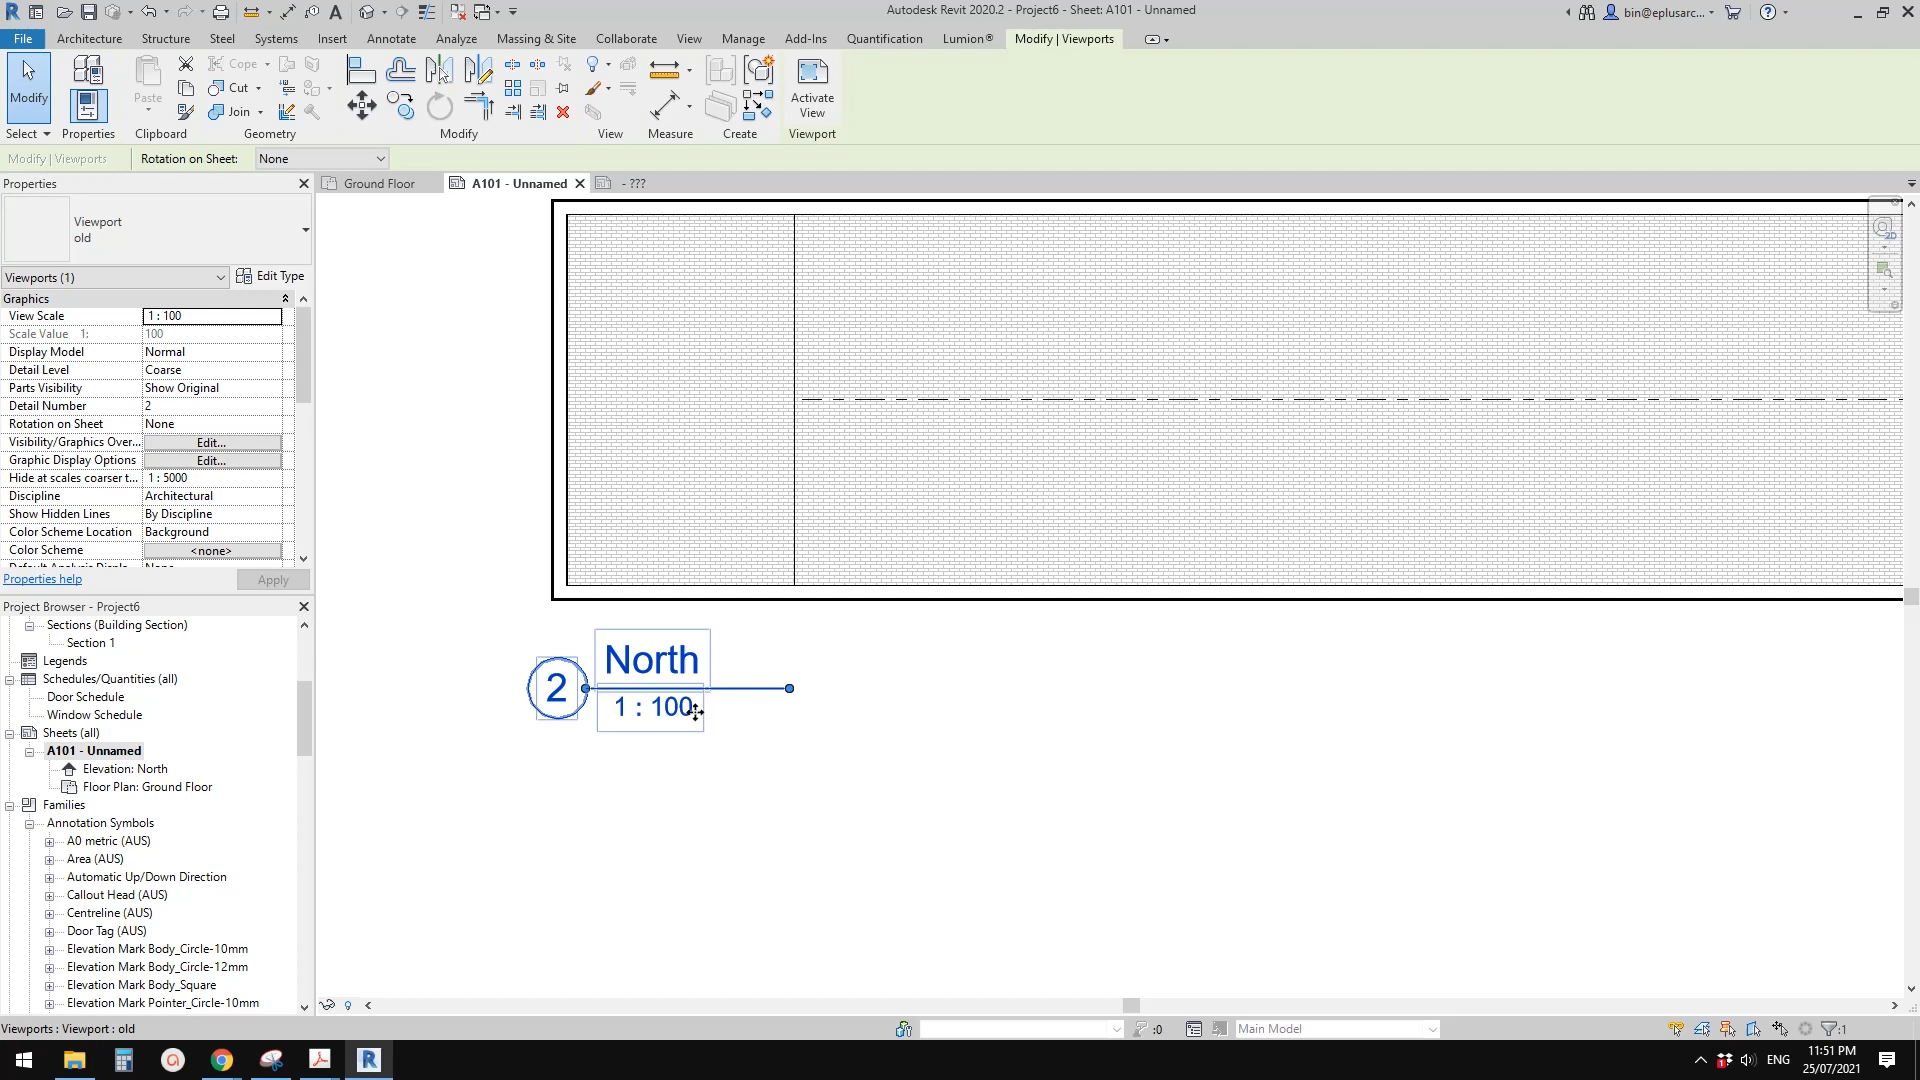 Autodesk Revit 2020.2 - Project6 - Sheet: A101 - Unnamed
bin@eplusarc...
File Architecture Structure Steel Systems Insert Annotate Analyze Massing & Site Collaborate View Manage Add-Ins Quantification Lumion® Modify | Viewports
Modify
Paste
Cope
Cut
Join
Activate
View
Select Properties Clipboard Geometry Modify View Measure Create Viewport
Modify | Viewports Rotation on Sheet: None
Properties
Ground Floor
A101 - Unnamed
- ???
Viewport
old
Viewports (1) Edit Type
Graphics
View Scale 1 : 100
Scale Value 1: 100
Display Model Normal
Detail Level Coarse
Parts Visibility Show Original
Detail Number 2
Rotation on Sheet None
Visibility/Graphics Over... Edit...
Graphic Display Options Edit...
Hide at scales coarser t... 1 : 5000
Discipline Architectural
Show Hidden Lines By Discipline
Color Scheme Location Background
Color Scheme <none>
Properties help Apply
Project Browser - Project6
Sections (Building Section)
Section 1
Legends
Schedules/Quantities (all)
Door Schedule
Window Schedule
Sheets (all)
A101 - Unnamed
Elevation: North
Floor Plan: Ground Floor
Families
Annotation Symbols
A0 metric (AUS)
Area (AUS)
Automatic Up/Down Direction
Callout Head (AUS)
Centreline (AUS)
Door Tag (AUS)
Elevation Mark Body_Circle-10mm
Elevation Mark Body_Circle-12mm
Elevation Mark Body_Square
Elevation Mark Pointer_Circle-10mm
2
North
1 : 100
2D
Viewports : Viewport : old
:0
Main Model
:1
ENG
11:51 PM
25/07/2021